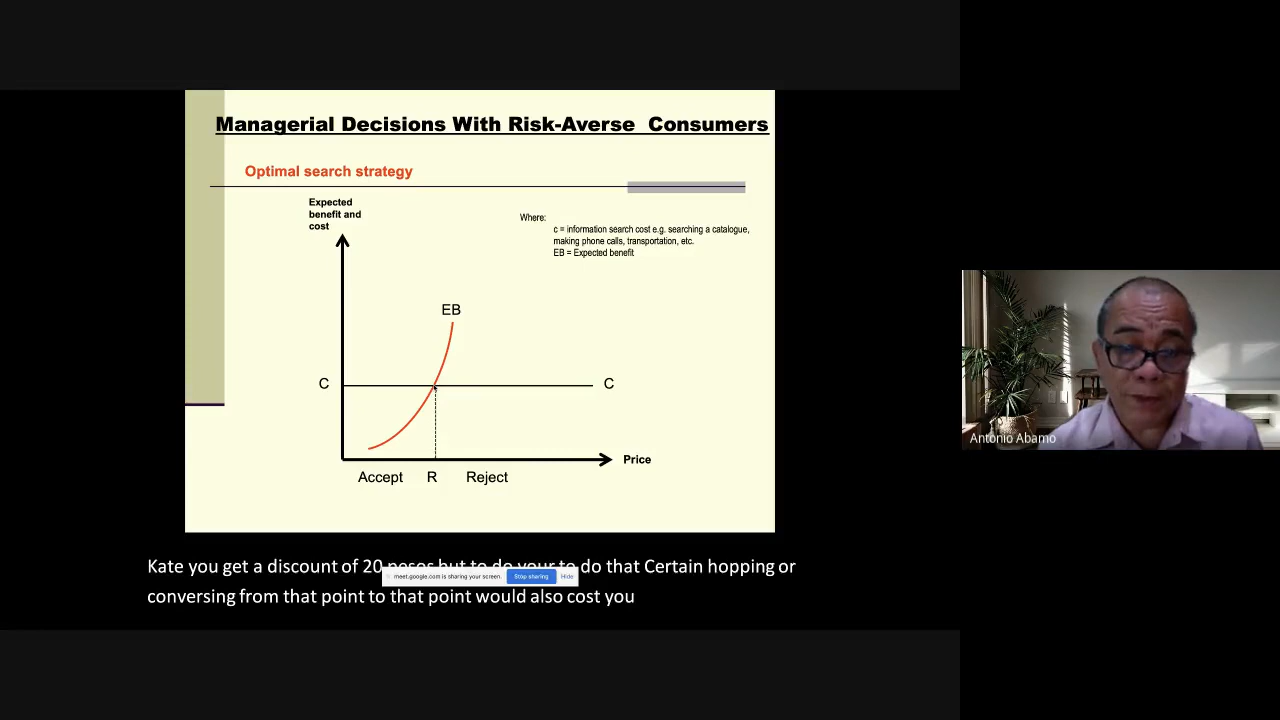 Managerial Decisions With Risk-Averse Consumers
Optimal search strategy
Expected
benefit and
cost
Where:
c = information search cost e.g. searching a catalogue,
making phone calls, transportation, etc.
EB = Expected benefit
EB
C
C
Price
Accept R Reject
Antonio Abamo
Kate you get a discount of 20 pesos but to do your to do that Certain hopping or
meet.google.com is sharing your screen. Stop sharing Hide
conversing from that point to that point would also cost you